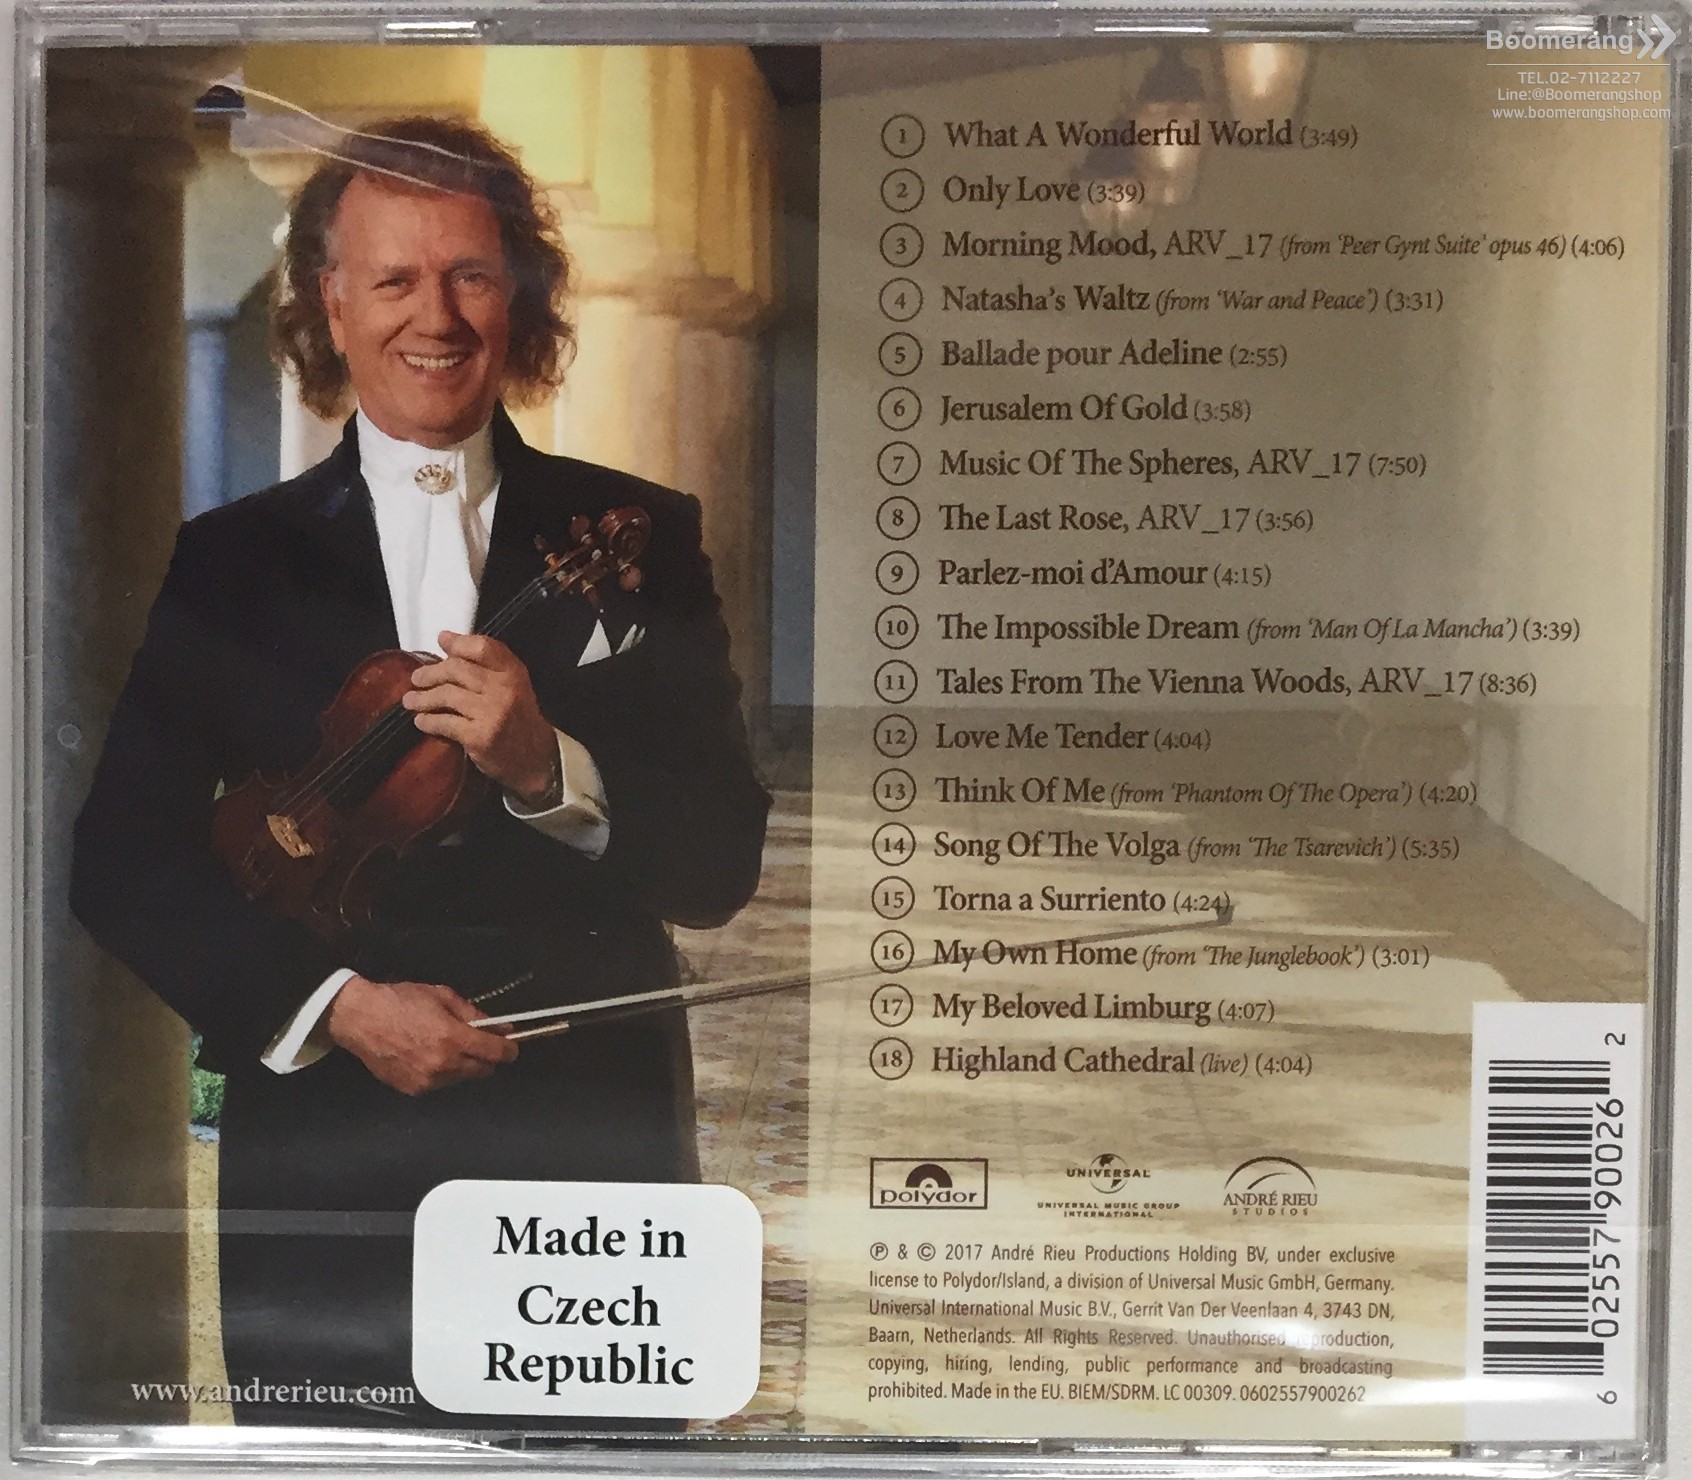 Boomerang
TEL.02-7112227
Line:@Boomerangshop
www.boomerangshop.com
1 What A Wonderful World (3:49)
2 Only Love (3:39)
3 Morning Mood, ARV_17 (from 'Peer Gynt Suite' opus 46) (4:06)
4 Natasha's Waltz (from 'War and Peace') (3:31)
5 Ballade pour Adeline (2:55)
6 Jerusalem Of Gold (3:58)
7 Music Of The Spheres, ARV_17 (7:50)
8 The Last Rose, ARV_17 (3:56)
9 Parlez-moi d'Amour (4:15)
10 The Impossible Dream (from 'Man Of La Mancha') (3:39)
11 Tales From The Vienna Woods, ARV_17 (8:36)
12 Love Me Tender (4:04)
13 Think Of Me (from 'Phantom Of The Opera') (4:20)
14 Song Of The Volga (from 'The Tsarevich') (5:35)
15 Torna a Surriento (4:24)
16 My Own Home (from 'The Junglebook') (3:01)
17 My Beloved Limburg (4:07)
18 Highland Cathedral (live) (4:04)
polydor
UNIVERSAL
UNIVERSAL MUSIC GROUP
INTERNATIONAL
ANDRÉ RIEU
STUDIOS
℗ & © 2017 André Rieu Productions Holding BV, under exclusive
license to Polydor/Island, a division of Universal Music GmbH, Germany.
Universal International Music B.V., Gerrit Van Der Veenlaan 4, 3743 DN,
Baarn, Netherlands. All Rights Reserved. Unauthorised reproduction,
copying, hiring, lending, public performance and broadcasting
prohibited. Made in the EU. BIEM/SDRM. LC 00309. 0602557900262
6 02557 90026 2
Made in
Czech
Republic
www.andrerieu.com